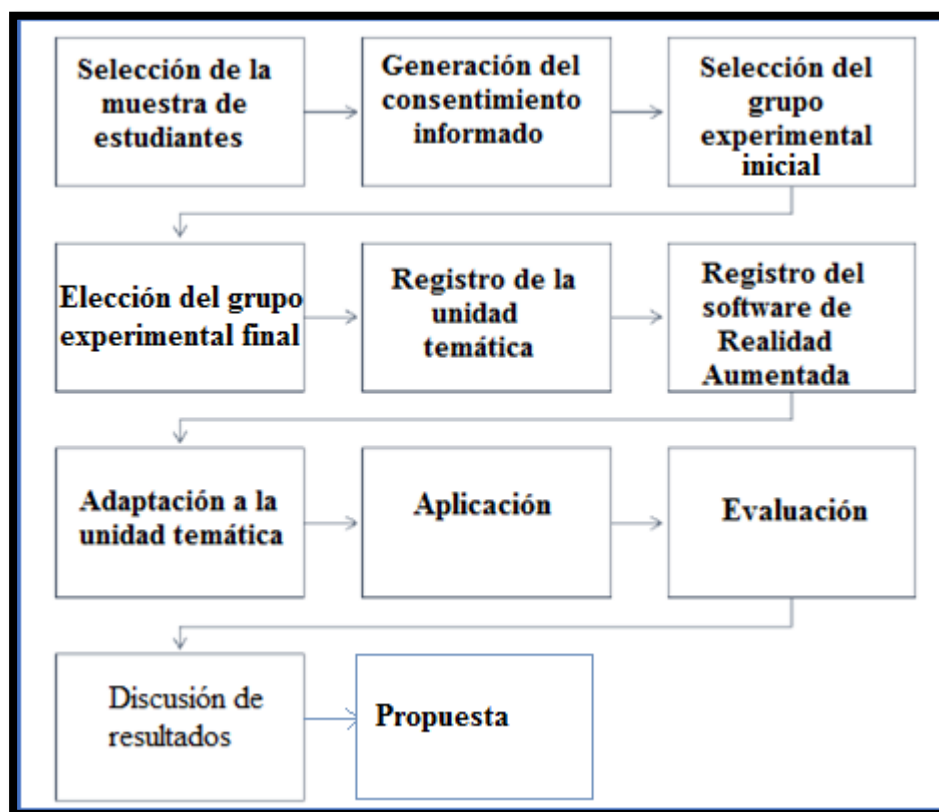 Selección de la
muestra de
estudiantes
Generación del
consentimiento
informado
Selección del
grupo
experimental
inicial
Elección del grupo
experimental final
Registro de la
unidad
temática
Registro del
software de
Realidad
Aumentada
Adaptación a la
unidad temática
Aplicación
Evaluación
Discusión de
resultados
Propuesta